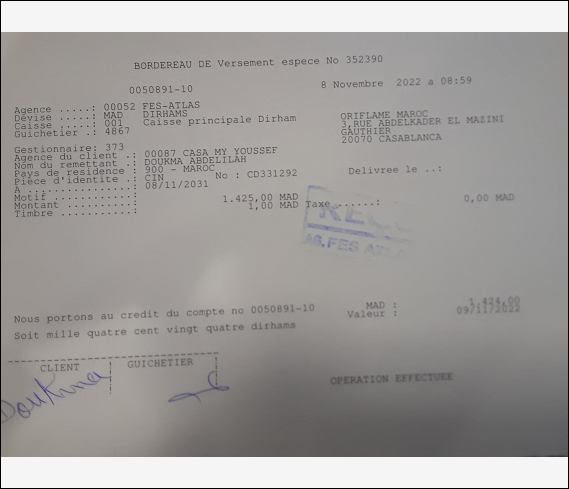 BORDEREAU DE Versement espece No 352390
0050891-10 8 Novembre 2022 a 08:59
Agence .....: 00052 FES-ATLAS
Devise .....: MAD DIRHAMS ORIFLAME MAROC
Caisse .....: 001 Caisse principale Dirham 3,RUE ABDELKADER EL MAZINI
Guichetier .: 4867 GAUTHIER
20070 CASABLANCA
Gestionnaire: 373
Agence du client .: 00087 CASA MY YOUSSEF
Nom du remettant .: DOUKMA ABDELILAH
Pays de residence : 900 - MAROC
Pièce d'identite .: CIN No : CD331292 Delivree le ..:
A ................: 08/11/2031
Motif ............:
Montant ..........: 1.425,00 MAD
Timbre ...........: 1,00 MAD Taxe ......: 0,00 MAD
AG. FES ATLAS
Nous portons au credit du compte no 0050891-10 MAD : 1.424,00
Valeur : 09/11/2022
Soit mille quatre cent vingt quatre dirhams
CLIENT GUICHETIER
Doukma
OPERATION EFFECTUEE